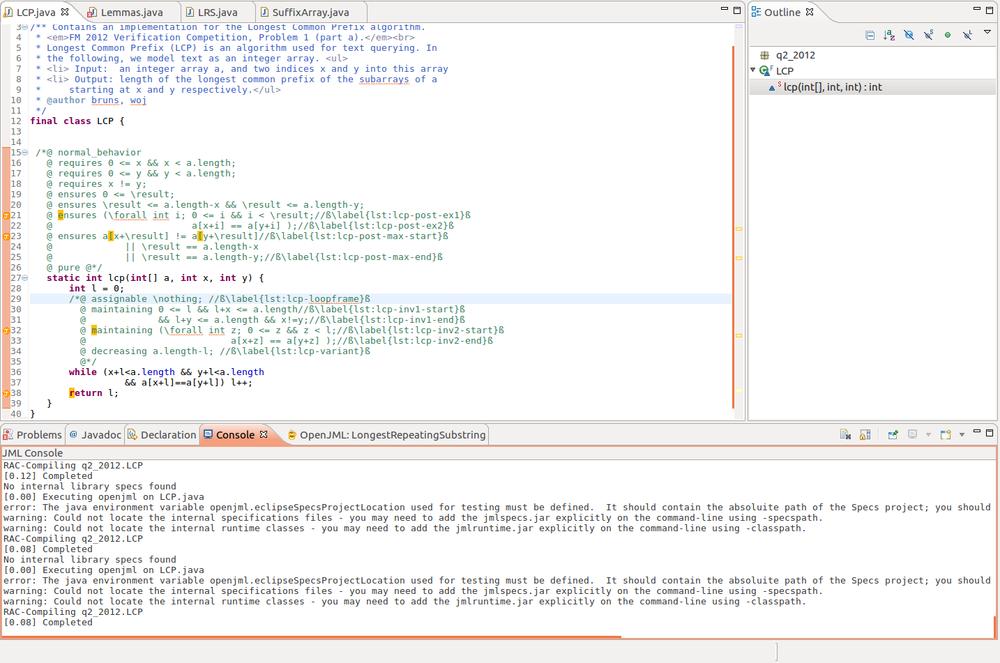 LCP.java
Lemmas.java
LRS.java
SuffixArray.java
3 /** Contains an implementation for the Longest Common Prefix algorithm.
4  * <em>FM 2012 Verification Competition, Problem 1 (part a).</em><br>
5  * Longest Common Prefix (LCP) is an algorithm used for text querying. In
6  * the following, we model text as an integer array. <ul>
7  * <li> Input:  an integer array a, and two indices x and y into this array
8  * <li> Output: length of the longest common prefix of the subarrays of a
9  *     starting at x and y respectively.</ul>
10  * @author bruns, woj
11  */
12 final class LCP {
13
14
15  /*@ normal_behavior
16    @ requires 0 <= x && x < a.length;
17    @ requires 0 <= y && y < a.length;
18    @ requires x != y;
19    @ ensures 0 <= \result;
20    @ ensures \result <= a.length-x && \result <= a.length-y;
21    @ ensures (\forall int i; 0 <= i && i < \result;//ß\label{lst:lcp-post-ex1}ß
22    @                         a[x+i] == a[y+i] );//ß\label{lst:lcp-post-ex2}ß
23    @ ensures a[x+\result] != a[y+\result]//ß\label{lst:lcp-post-max-start}ß
24    @             || \result == a.length-x
25    @             || \result == a.length-y;//ß\label{lst:lcp-post-max-end}ß
26    @ pure @*/
27    static int lcp(int[] a, int x, int y) {
28        int l = 0;
29        /*@ assignable \nothing; //ß\label{lst:lcp-loopframe}ß
30          @ maintaining 0 <= l && l+x <= a.length//ß\label{lst:lcp-inv1-start}ß
31          @             && l+y <= a.length && x!=y;//ß\label{lst:lcp-inv1-end}ß
32          @ maintaining (\forall int z; 0 <= z && z < l;//ß\label{lst:lcp-inv2-start}ß
33          @                          a[x+z] == a[y+z] );//ß\label{lst:lcp-inv2-end}ß
34          @ decreasing a.length-l; //ß\label{lst:lcp-variant}ß
35          @*/
36        while (x+l<a.length && y+l<a.length
37                  && a[x+l]==a[y+l]) l++;
38        return l;
39    }
40 }
Outline
q2_2012
LCP
lcp(int[], int, int) : int
Problems
Javadoc
Declaration
Console
OpenJML: LongestRepeatingSubstring
JML Console
RAC-Compiling q2_2012.LCP
[0.12] Completed
No internal library specs found
[0.00] Executing openjml on LCP.java
error: The java environment variable openjml.eclipseSpecsProjectLocation used for testing must be defined.  It should contain the absoluite path of the Specs project; you should
warning: Could not locate the internal specifications files - you may need to add the jmlspecs.jar explicitly on the command-line using -specspath.
warning: Could not locate the internal runtime classes - you may need to add the jmlruntime.jar explicitly on the command-line using -classpath.
RAC-Compiling q2_2012.LCP
[0.08] Completed
No internal library specs found
[0.00] Executing openjml on LCP.java
error: The java environment variable openjml.eclipseSpecsProjectLocation used for testing must be defined.  It should contain the absoluite path of the Specs project; you should
warning: Could not locate the internal specifications files - you may need to add the jmlspecs.jar explicitly on the command-line using -specspath.
warning: Could not locate the internal runtime classes - you may need to add the jmlruntime.jar explicitly on the command-line using -classpath.
RAC-Compiling q2_2012.LCP
[0.08] Completed